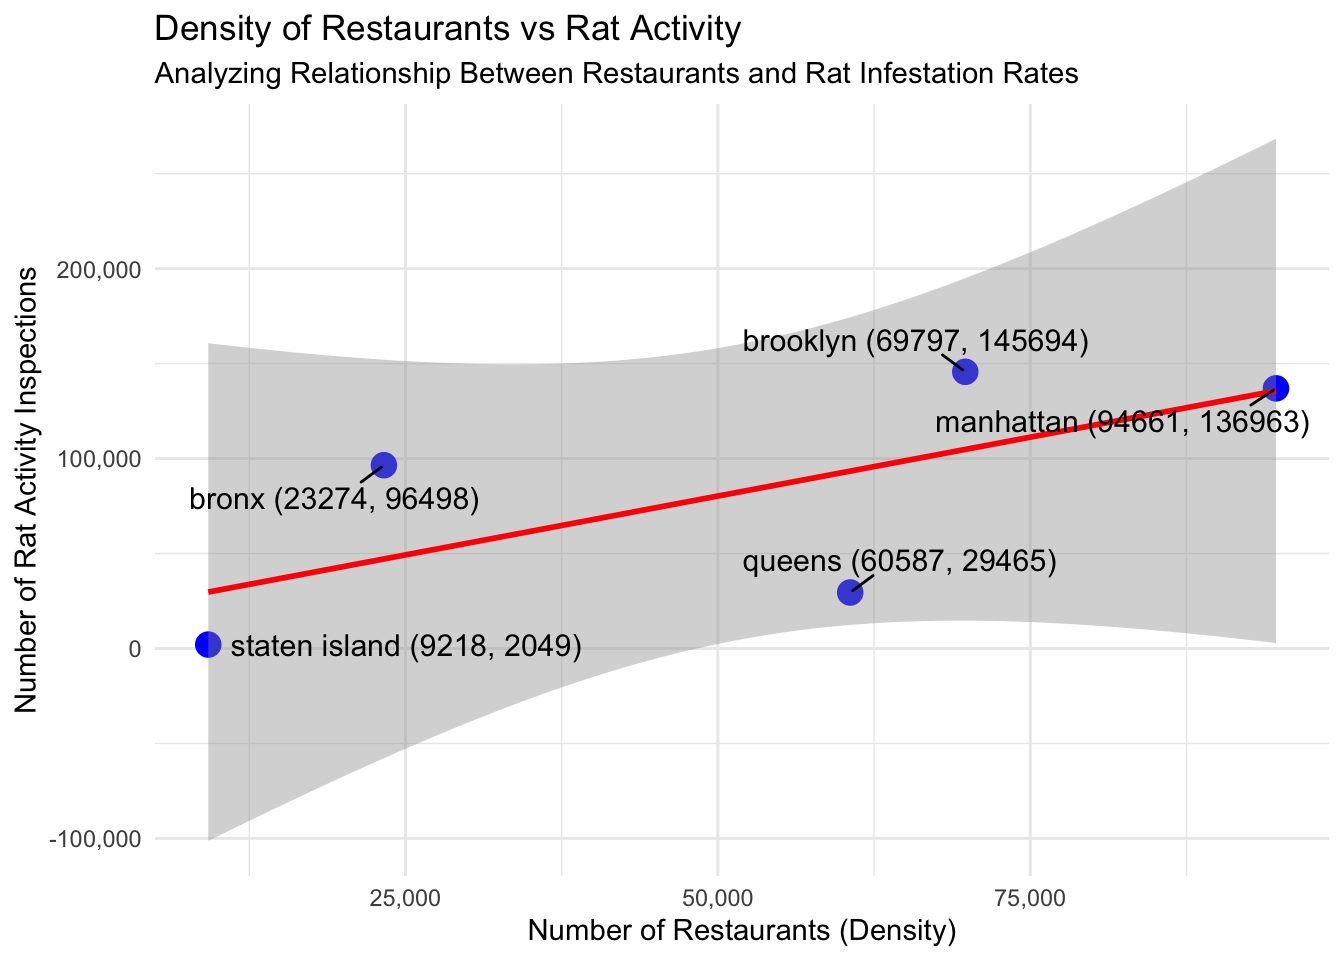 Density of Restaurants vs Rat Activity
Analyzing Relationship Between Restaurants and Rat Infestation Rates
Number of Rat Activity Inspections
200,000
100,000
0
-100,000
brooklyn (69797, 145694)
manhattan (94661, 136963)
bronx (23274, 96498)
queens (60587, 29465)
staten island (9218, 2049)
25,000
50,000
75,000
Number of Restaurants (Density)